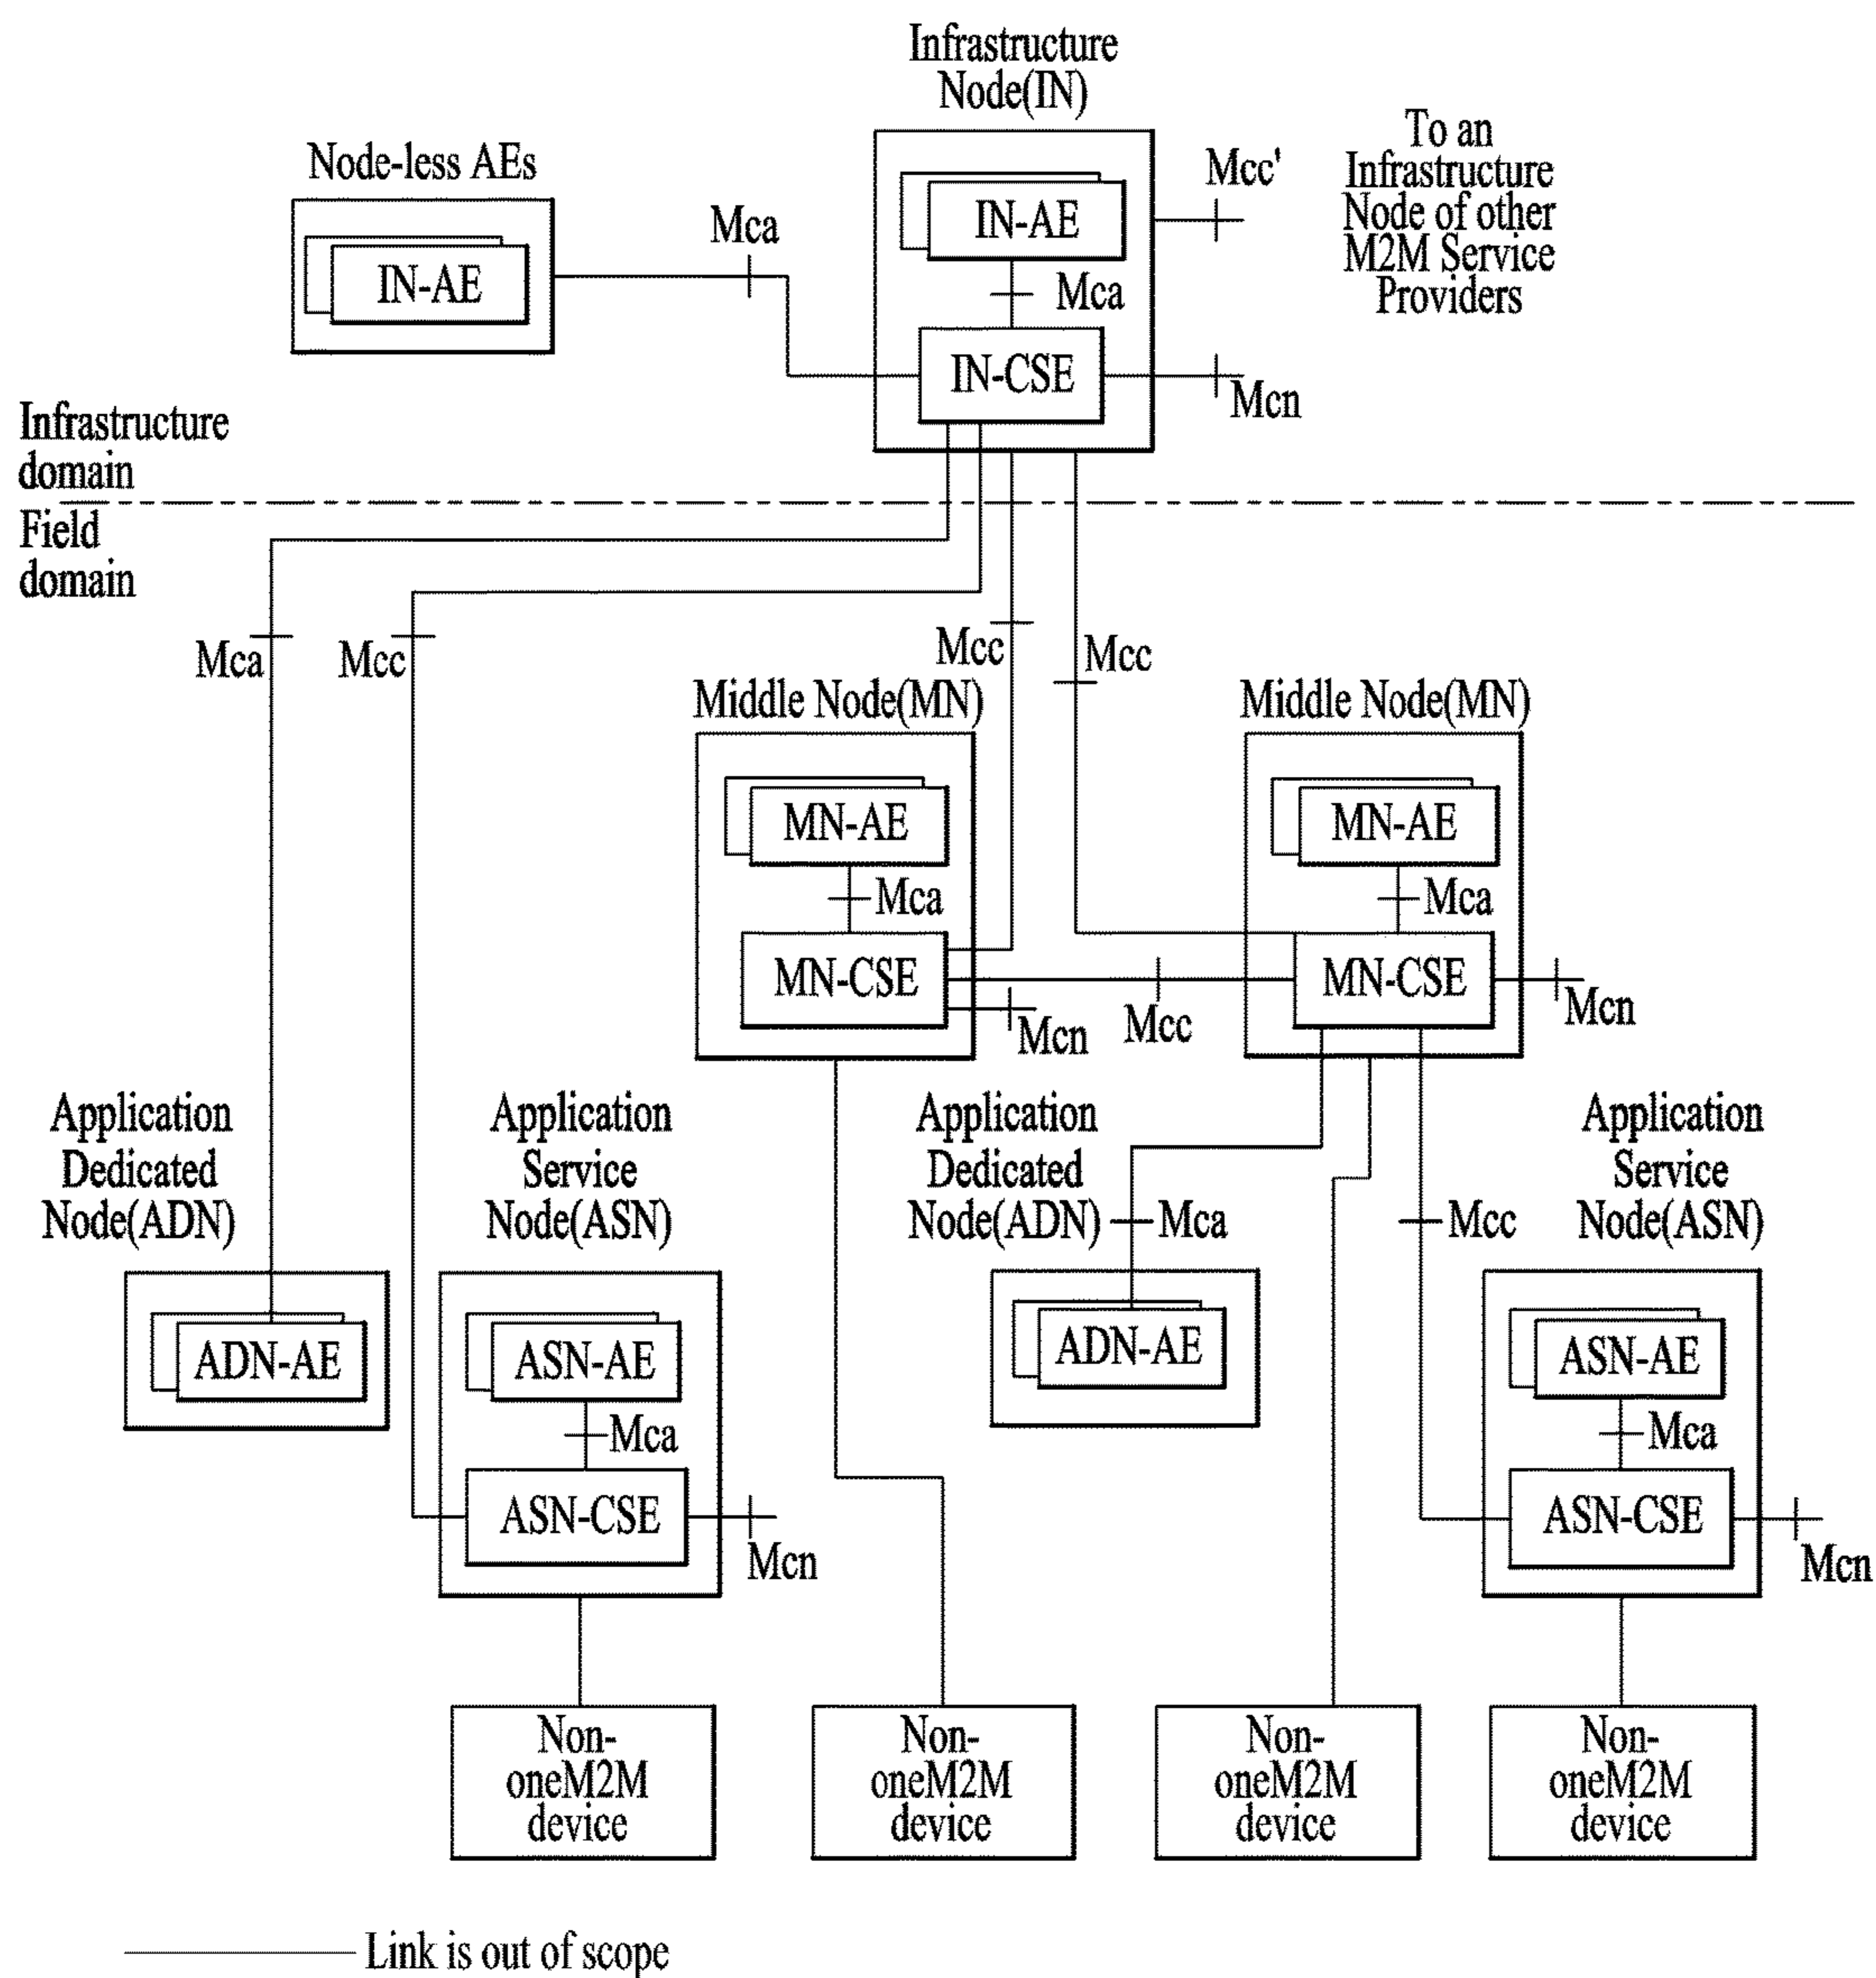 Infrastructure
Node(IN)
To an
Infrastructure
Node of other
M2M Service
Providers
Node-less AEs
Mcc'
IN-AE
Mca
IN-AE
Mca
IN-CSE
Mcn
Infrastructure
domain
Field
domain
Mca
Mcc
Mcc
Mcc
Middle Node(MN)
Middle Node(MN)
MN-AE
MN-AE
Mca
Mca
MN-CSE
MN-CSE
Mcn
Mcc
Mcn
Application
Dedicated
Node(ADN)
Application
Service
Node(ASN)
Application
Dedicated
Node(ADN)
Mca
Mcc
Application
Service
Node(ASN)
ADN-AE
ASN-AE
ADN-AE
ASN-AE
Mca
Mca
ASN-CSE
ASN-CSE
Mcn
Mcn
Non-
oneM2M
device
Non-
oneM2M
device
Non-
oneM2M
device
Non-
oneM2M
device
Link is out of scope